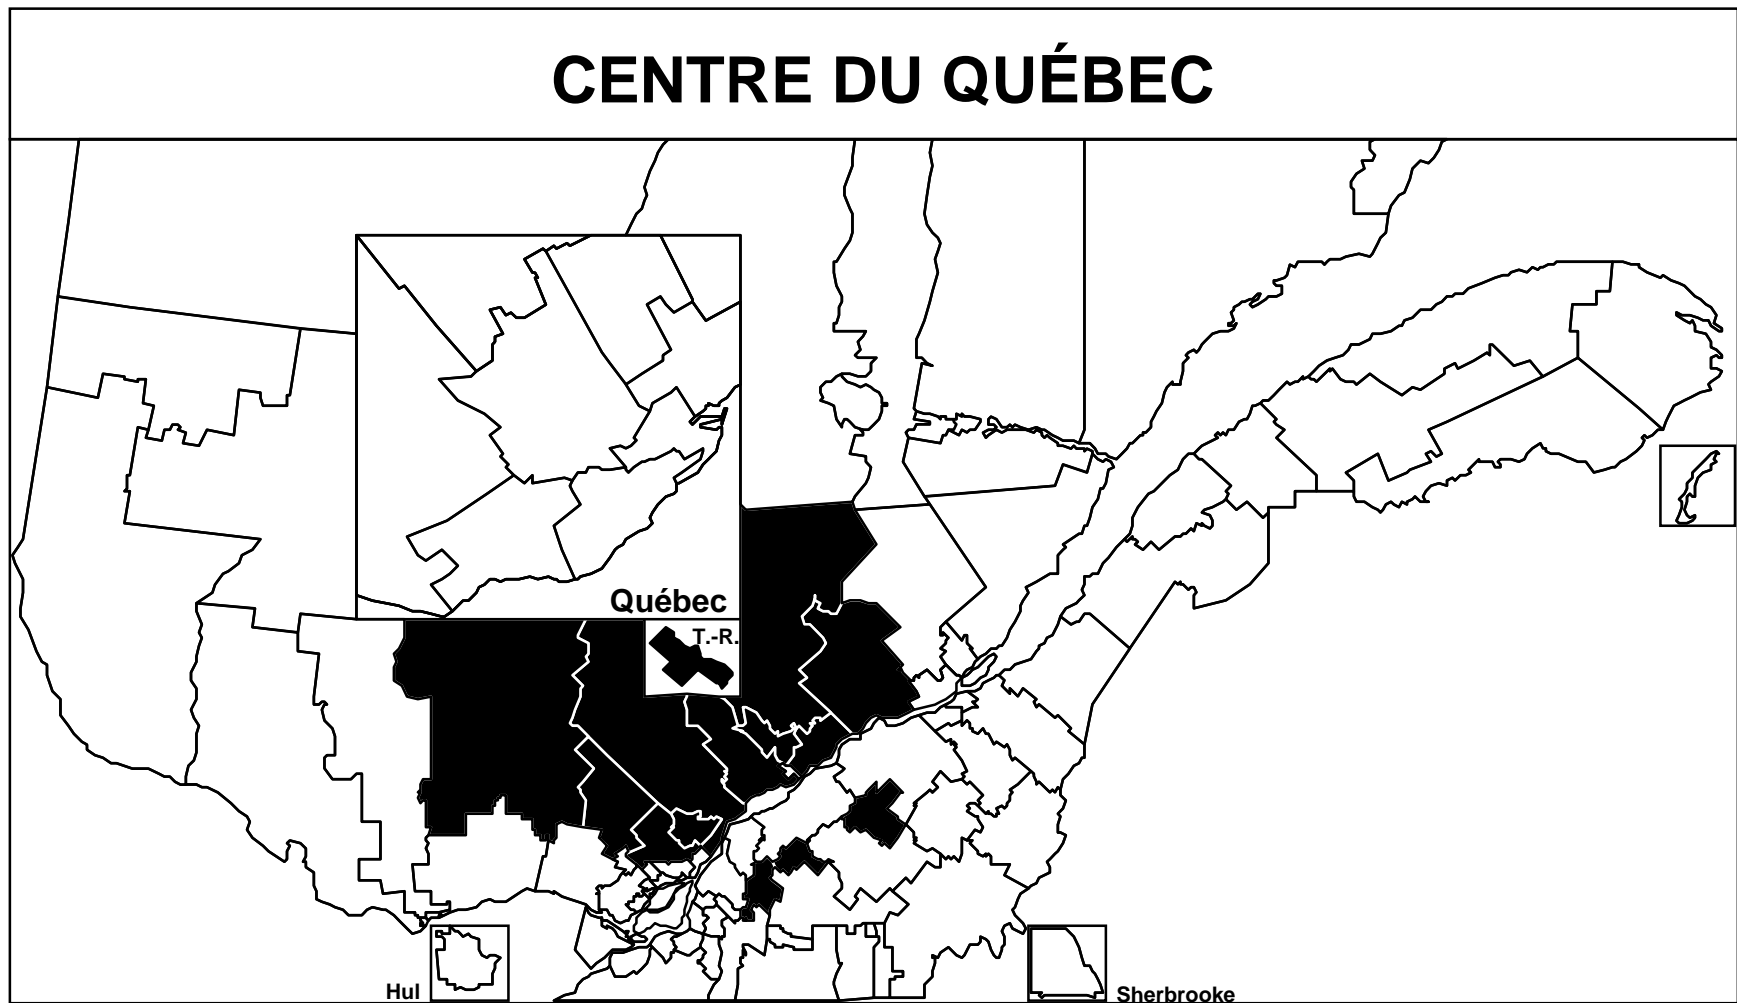 CENTRE DU QUÉBEC
Québec
T.-R.
Hul
Sherbrooke